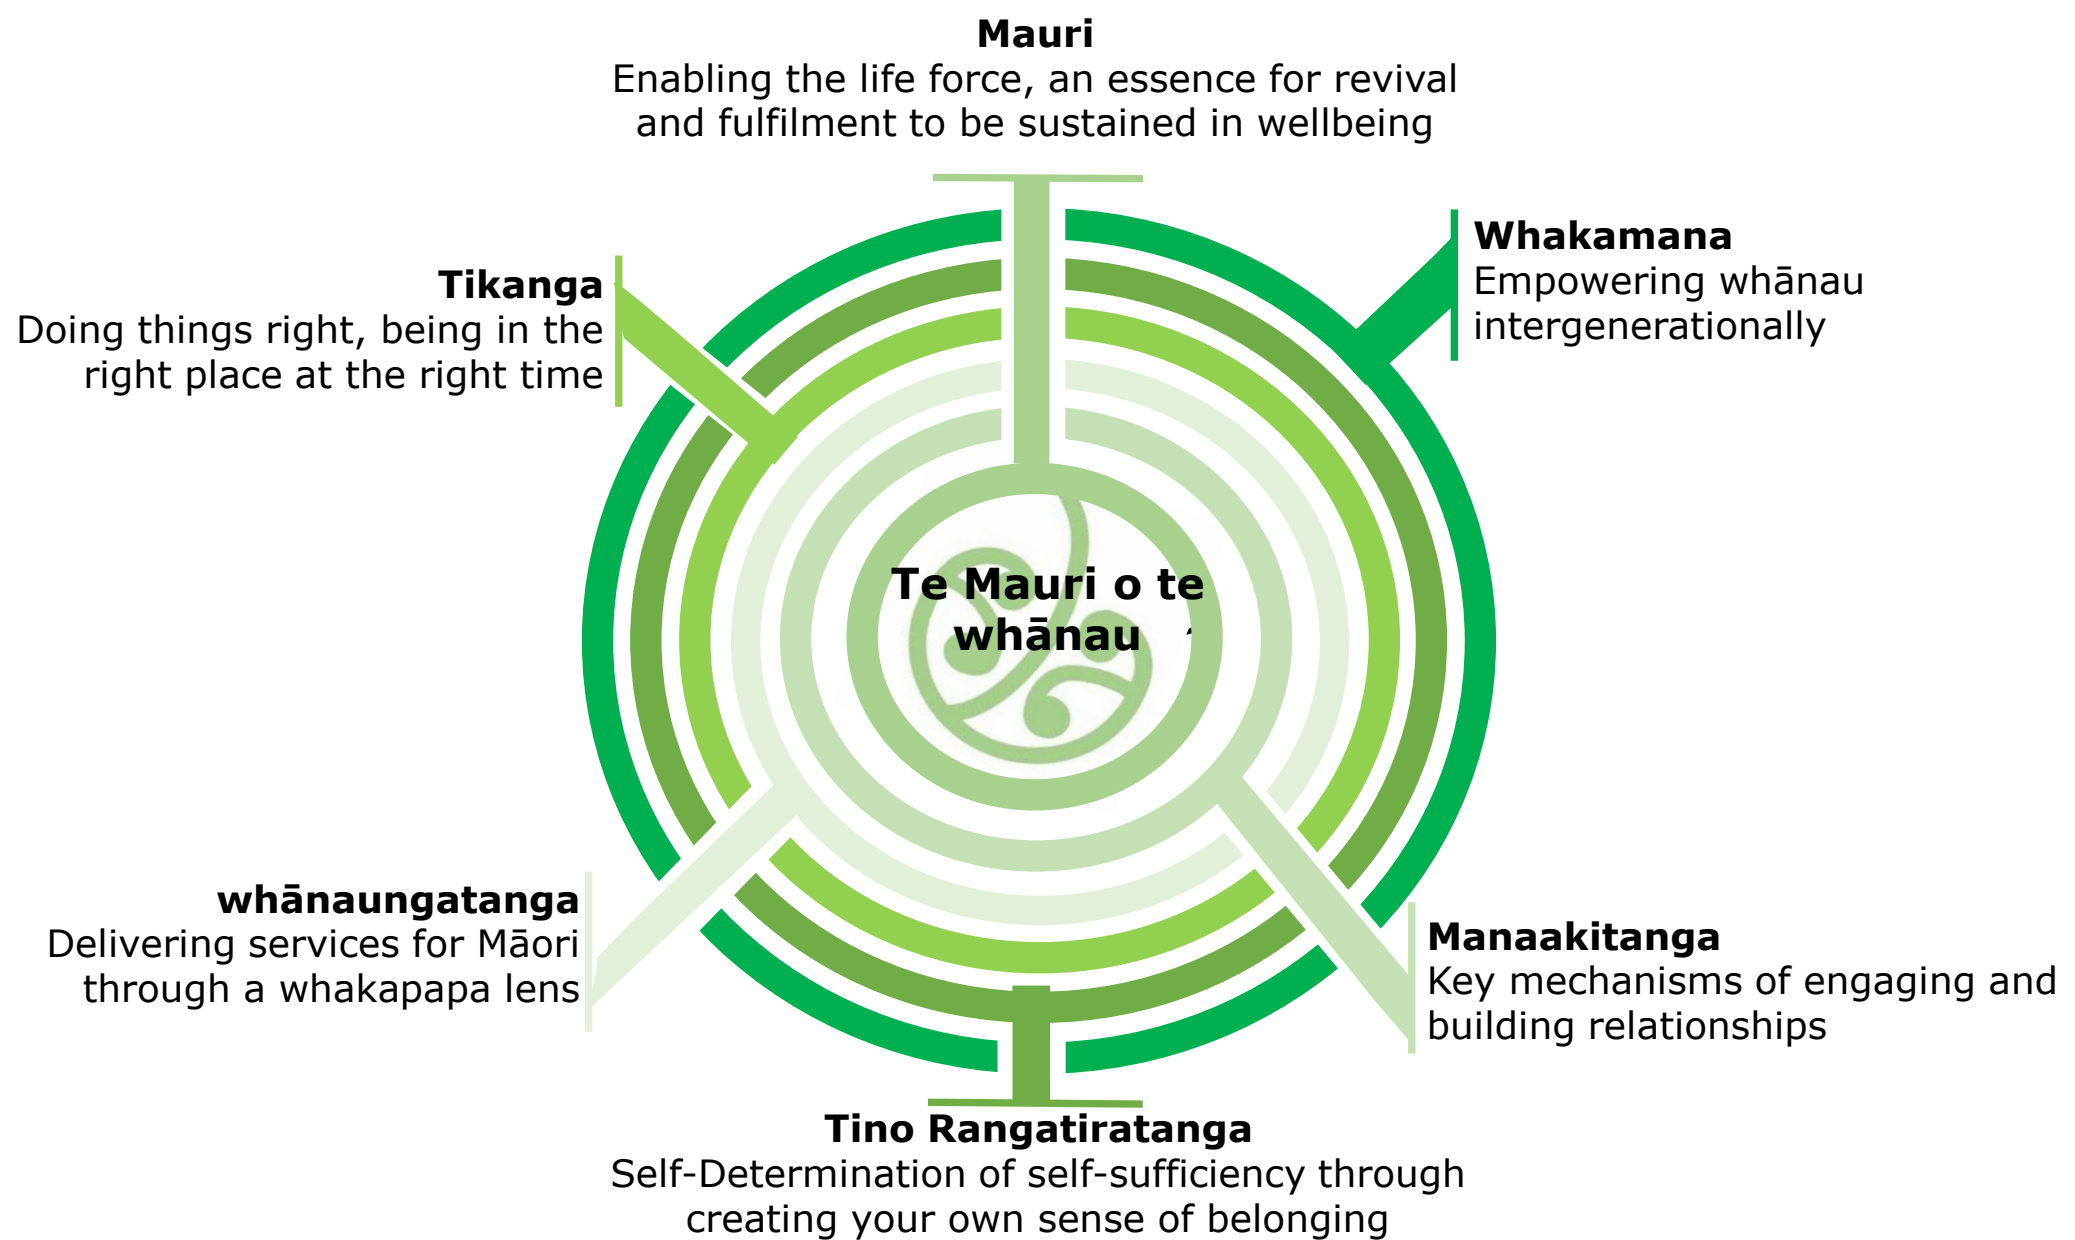 Mauri
Enabling the life force, an essence for revival
and fulfilment to be sustained in wellbeing
Whakamana
Empowering whānau
intergenerationally
Tikanga
Doing things right, being in the
right place at the right time
Te Mauri o te
whānau
whānaungatanga
Delivering services for Māori
through a whakapapa lens
Manaakitanga
Key mechanisms of engaging and
building relationships
Tino Rangatiratanga
Self-Determination of self-sufficiency through
creating your own sense of belonging